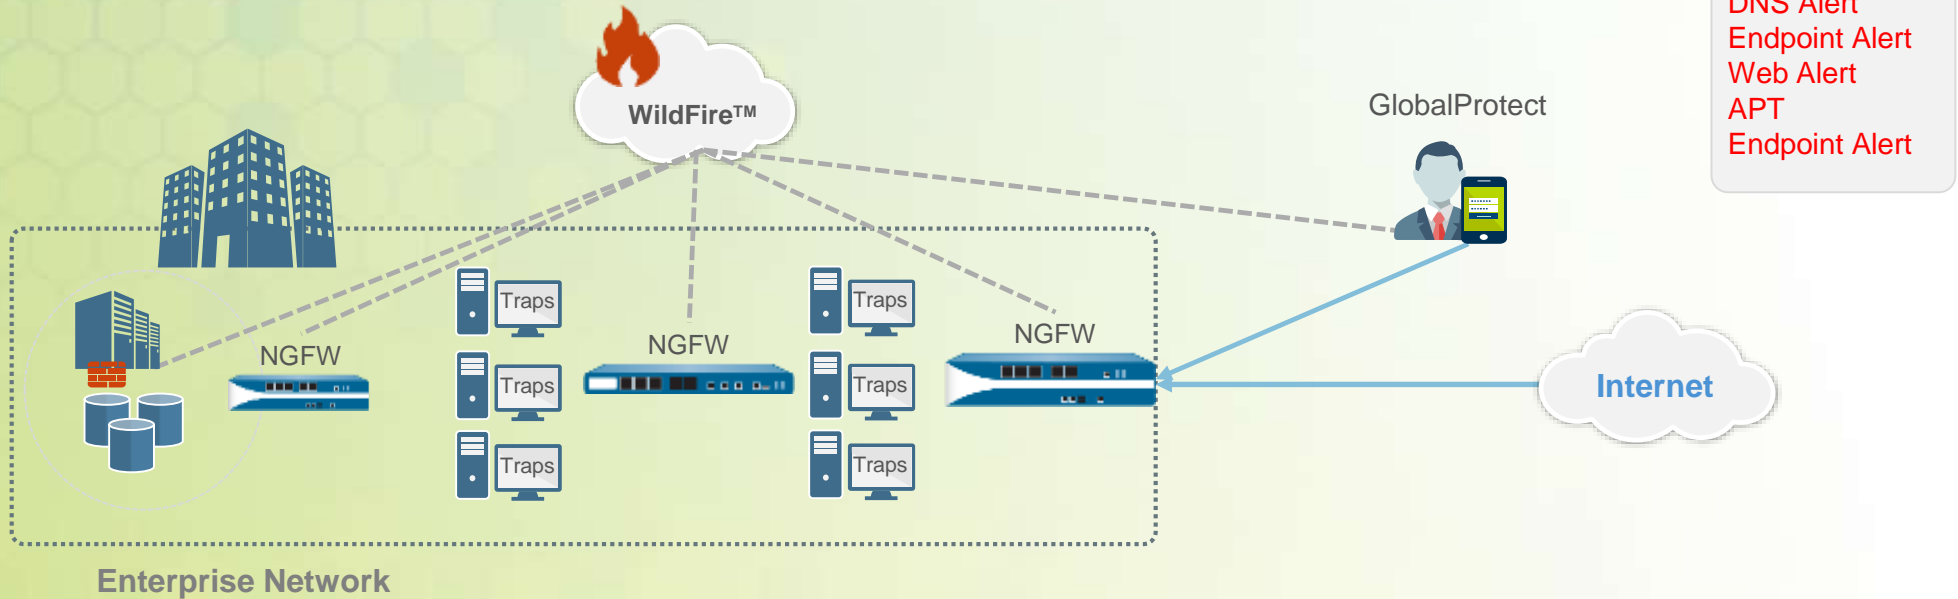 DNS Alert
Endpoint Alert
Web Alert
APT
Endpoint Alert
WildFire™
GlobalProtect
NGFW
Traps
Traps
Traps
NGFW
Traps
Traps
Traps
NGFW
Internet
Enterprise Network